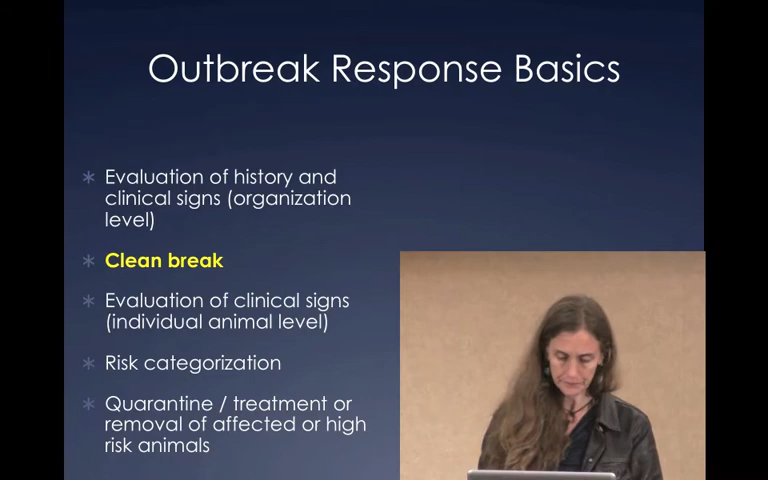 Outbreak Response Basics
Evaluation of history and
clinical signs (organization
level)
Clean break
Evaluation of clinical signs
(individual animal level)
Risk categorization
Quarantine / treatment or
removal of affected or high
risk animals